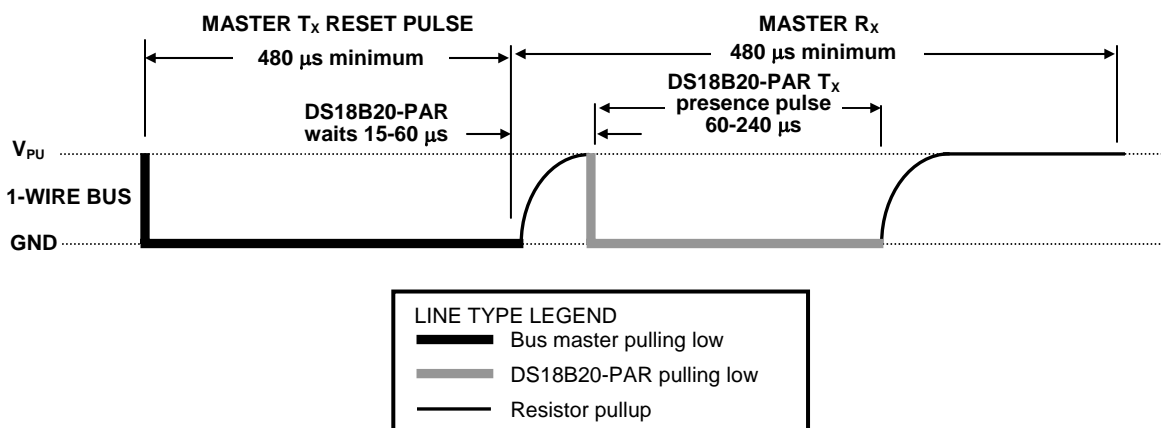 MASTER TX RESET PULSE
480 μs minimum
MASTER RX
480 μs minimum
DS18B20-PAR TX
presence pulse
60-240 μs
DS18B20-PAR
waits 15-60 μs
VPU
1-WIRE BUS
GND
LINE TYPE LEGEND
Bus master pulling low
DS18B20-PAR pulling low
Resistor pullup